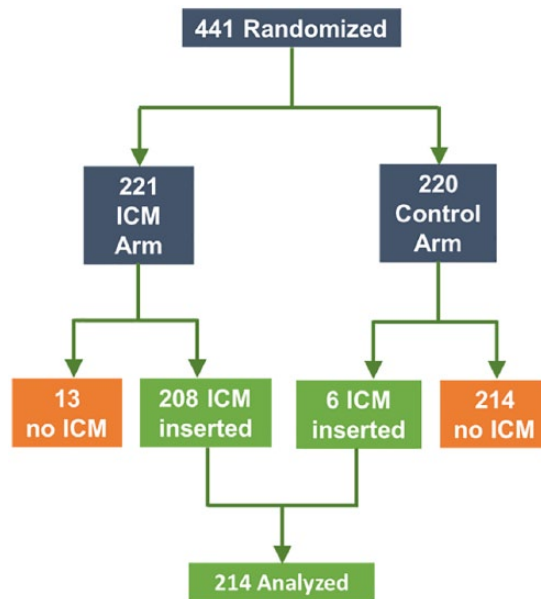 441 Randomized
221
ICM
Arm
220
Control
Arm
13
no ICM
208 ICM
inserted
6 ICM
inserted
214
no ICM
214 Analyzed